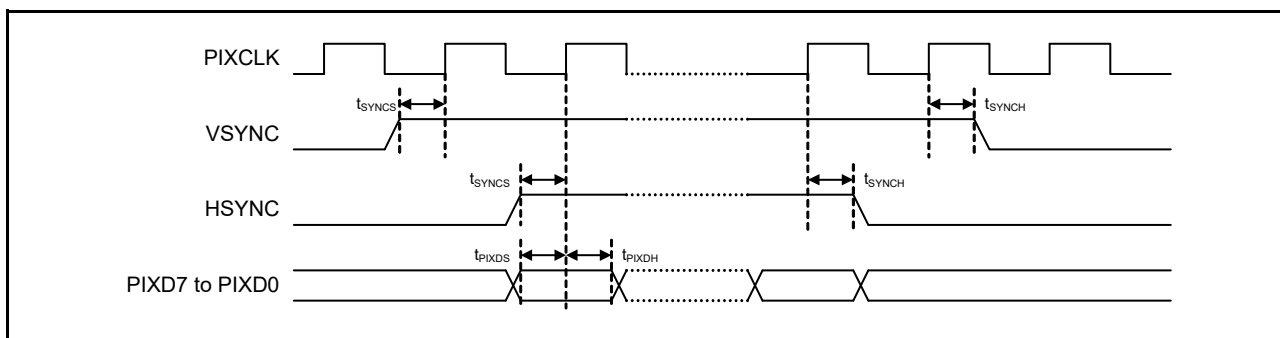 PIXCLK
tSYNCS
tSYNCH
VSYNC
tSYNCS
tSYNCH
HSYNC
tPIXDS
tPIXDH
PIXD7 to PIXD0